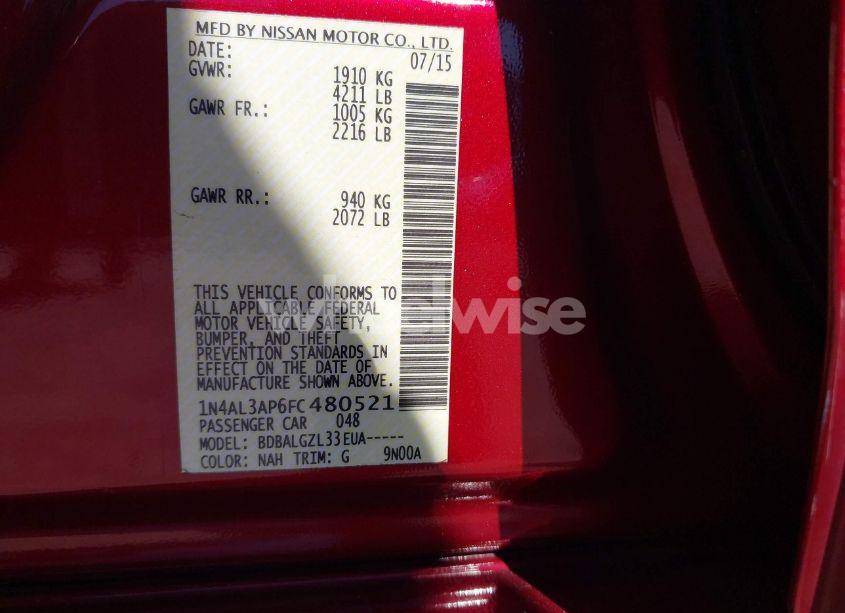 MFD BY NISSAN MOTOR CO., LTD.
DATE: 07/15
GVWR: 1910 KG
4211 LB
GAWR FR.: 1005 KG
2216 LB
GAWR RR.: 940 KG
2072 LB
THIS VEHICLE CONFORMS TO
ALL APPLICABLE FEDERAL
MOTOR VEHICLE SAFETY,
BUMPER, AND THEFT
PREVENTION STANDARDS IN
EFFECT ON THE DATE OF
MANUFACTURE SHOWN ABOVE.
1N4AL3AP6FC480521
PASSENGER CAR 048
MODEL: BDBALGZL33EUA-----
COLOR: NAH TRIM: G 9N00A
wheelwise